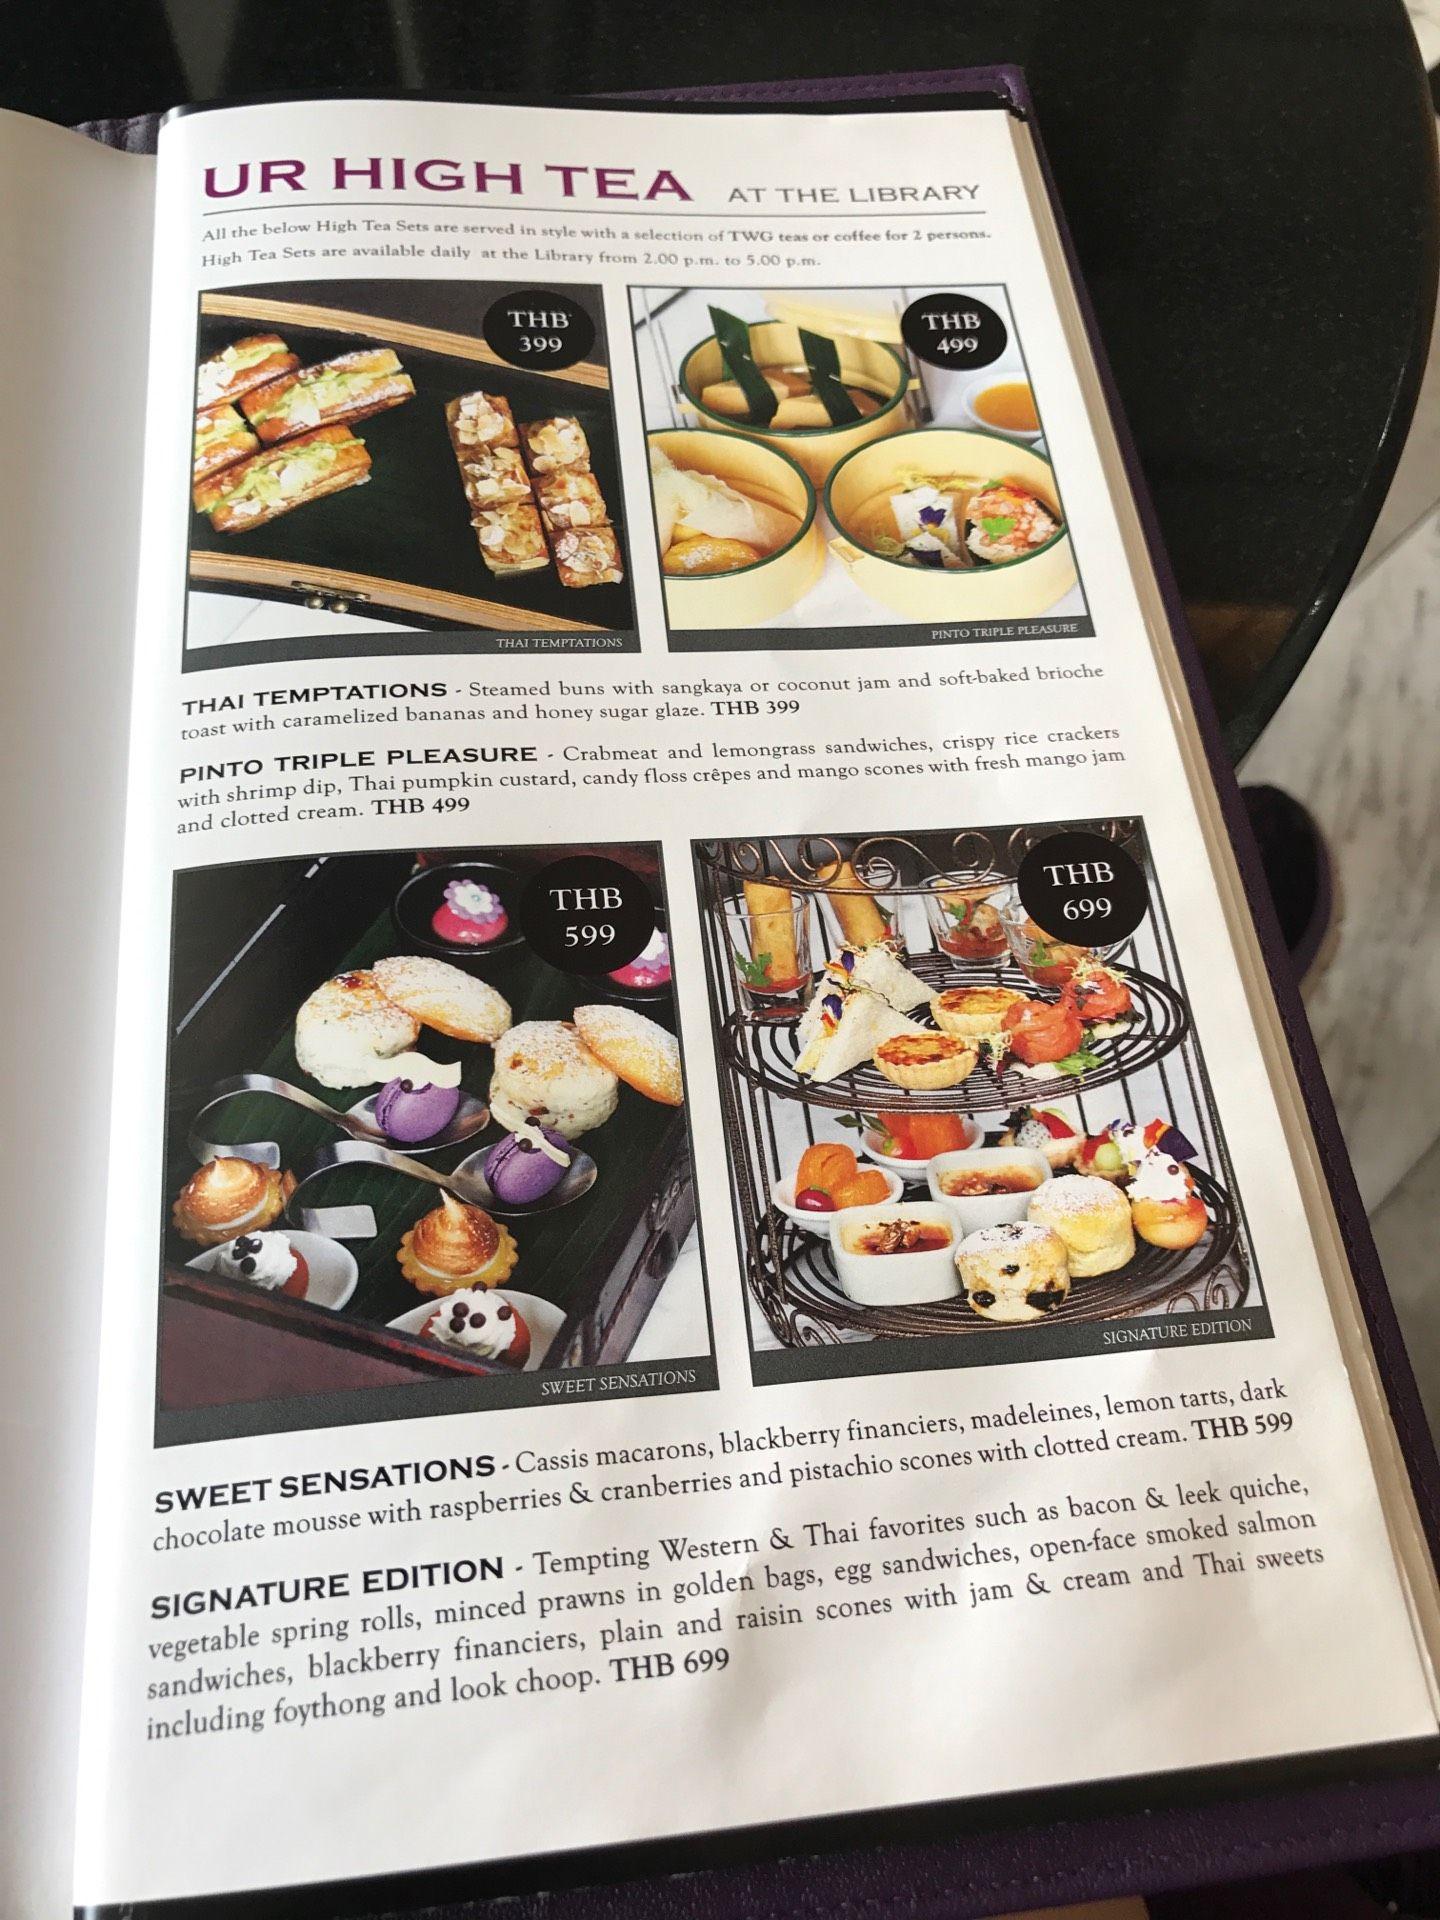 UR HIGH TEA AT THE LIBRARY
All the below High Tea Sets are served in style with a selection of TWG teas or coffee for 2 persons.
High Tea Sets are available daily at the Library from 2.00 p.m. to 5.00 p.m.
THB
399
THB
499
THAI TEMPTATIONS
PINTO TRIPLE PLEASURE
THAI TEMPTATIONS - Steamed buns with sangkaya or coconut jam and soft-baked brioche
toast with caramelized bananas and honey sugar glaze. THB 399
PINTO TRIPLE PLEASURE - Crabmeat and lemongrass sandwiches, crispy rice crackers
with shrimp dip, Thai pumpkin custard, candy floss crêpes and mango scones with fresh mango jam
and clotted cream. THB 499
THB
599
THB
699
SWEET SENSATIONS
SIGNATURE EDITION
SWEET SENSATIONS - Cassis macarons, blackberry financiers, madeleines, lemon tarts, dark
chocolate mousse with raspberries & cranberries and pistachio scones with clotted cream. THB 599
SIGNATURE EDITION - Tempting Western & Thai favorites such as bacon & leek quiche,
vegetable spring rolls, minced prawns in golden bags, egg sandwiches, open-face smoked salmon
sandwiches, blackberry financiers, plain and raisin scones with jam & cream and Thai sweets
including foythong and look choop. THB 699